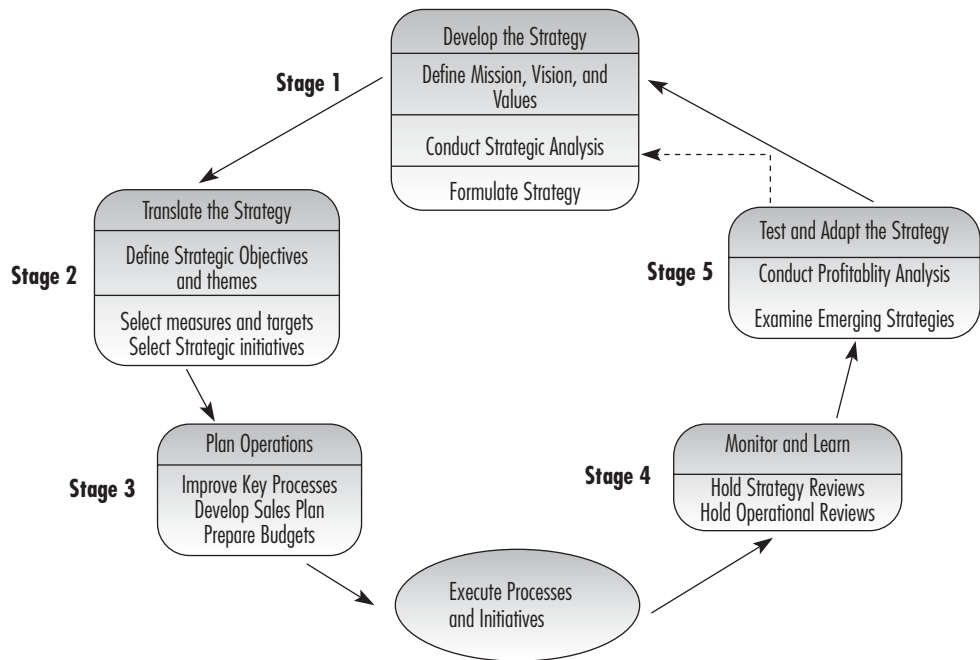 Develop the Strategy
Stage 1
Define Mission, Vision, and
Values
Conduct Strategic Analysis
Formulate Strategy
Translate the Strategy
Stage 2
Define Strategic Objectives
and themes
Select measures and targets
Select Strategic initiatives
Plan Operations
Stage 3
Improve Key Processes
Develop Sales Plan
Prepare Budgets
Execute Processes
and Initiatives
Monitor and Learn
Stage 4
Hold Strategy Reviews
Hold Operational Reviews
Test and Adapt the Strategy
Stage 5
Conduct Profitablity Analysis
Examine Emerging Strategies